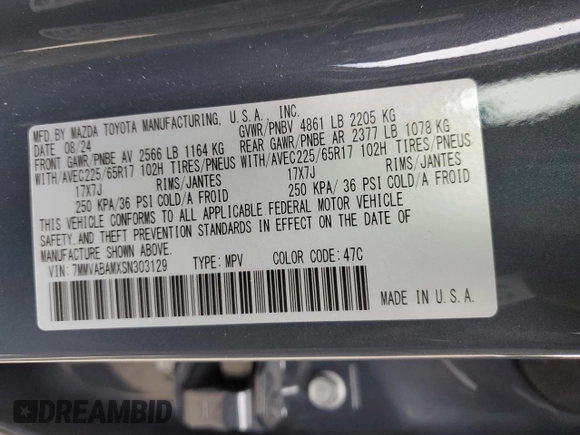 MFD. BY MAZDA TOYOTA MANUFACTURING, U.S.A., INC.
DATE 08/24 GVWR/PNBV 4861 LB 2205 KG
FRONT GAWR/PNBE AV 2566 LB 1164 KG REAR GAWR/PNBE AR 2377 LB 1078 KG
WITH/AVEC225/65R17 102H TIRES/PNEUS WITH/AVEC225/65R17 102H TIRES/PNEUS
17X7J RIMS/JANTES 17X7J RIMS/JANTES
250 KPA/36 PSI COLD/A FROID 250 KPA/ 36 PSI COLD/A FROID
THIS VEHICLE CONFORMS TO ALL APPLICABLE FEDERAL MOTOR VEHICLE
SAFETY, AND THEFT PREVENTION STANDARDS IN EFFECT ON THE DATE OF
MANUFACTURE SHOWN ABOVE.
VIN: 7MMVABAMXSN303129 TYPE: MPV COLOR CODE: 47C
MADE IN U.S.A.
DREAMBID